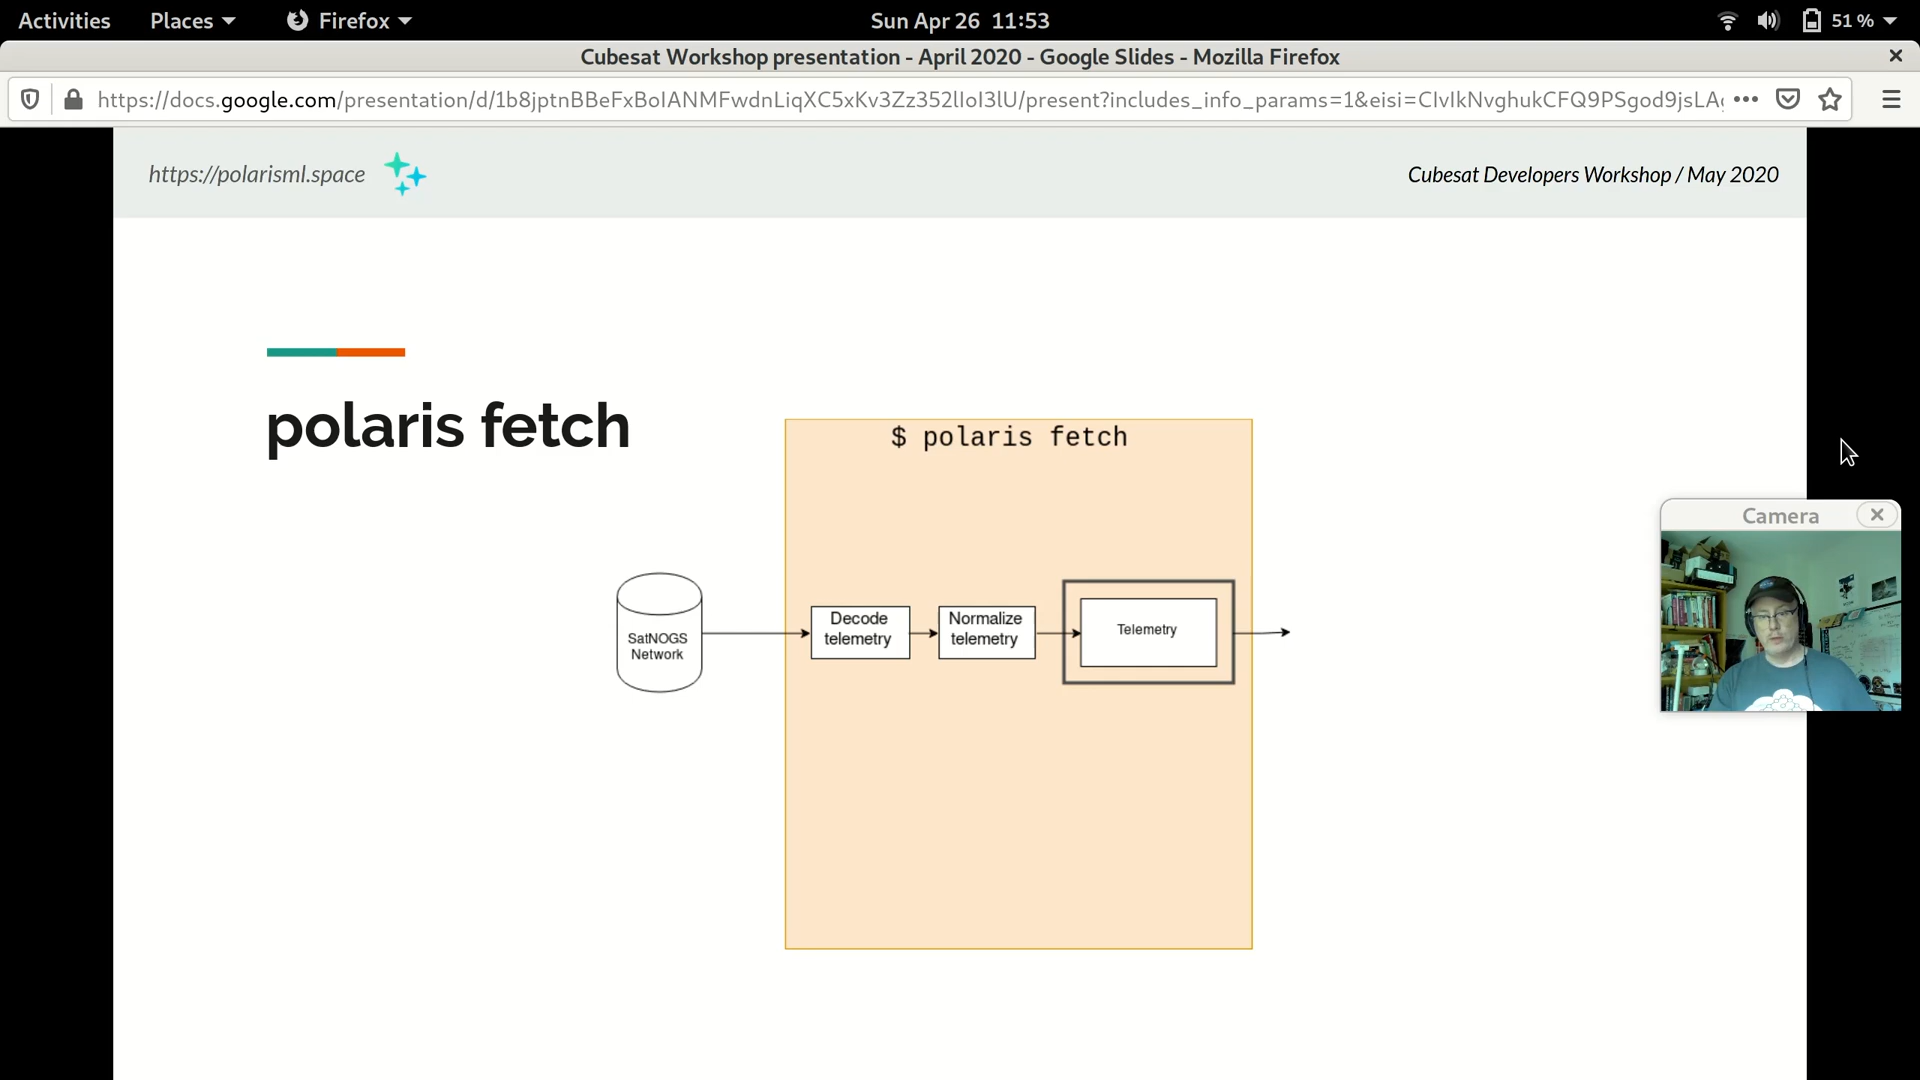 Activities Places Firefox Sun Apr 26 11:53 51 %
Cubesat Workshop presentation - April 2020 - Google Slides - Mozilla Firefox
https://docs.google.com/presentation/d/1b8jptnBBeFxBoIANMFwdnLiqXC5xKv3Zz352lIoI3lU/present?includes_info_params=1&eisi=CIvIkNvghukCFQ9PSgod9jsLA
https://polarisml.space
Cubesat Developers Workshop / May 2020
polaris fetch
$ polaris fetch
SatNOGS
Network
Decode
telemetry
Normalize
telemetry
Telemetry
Camera